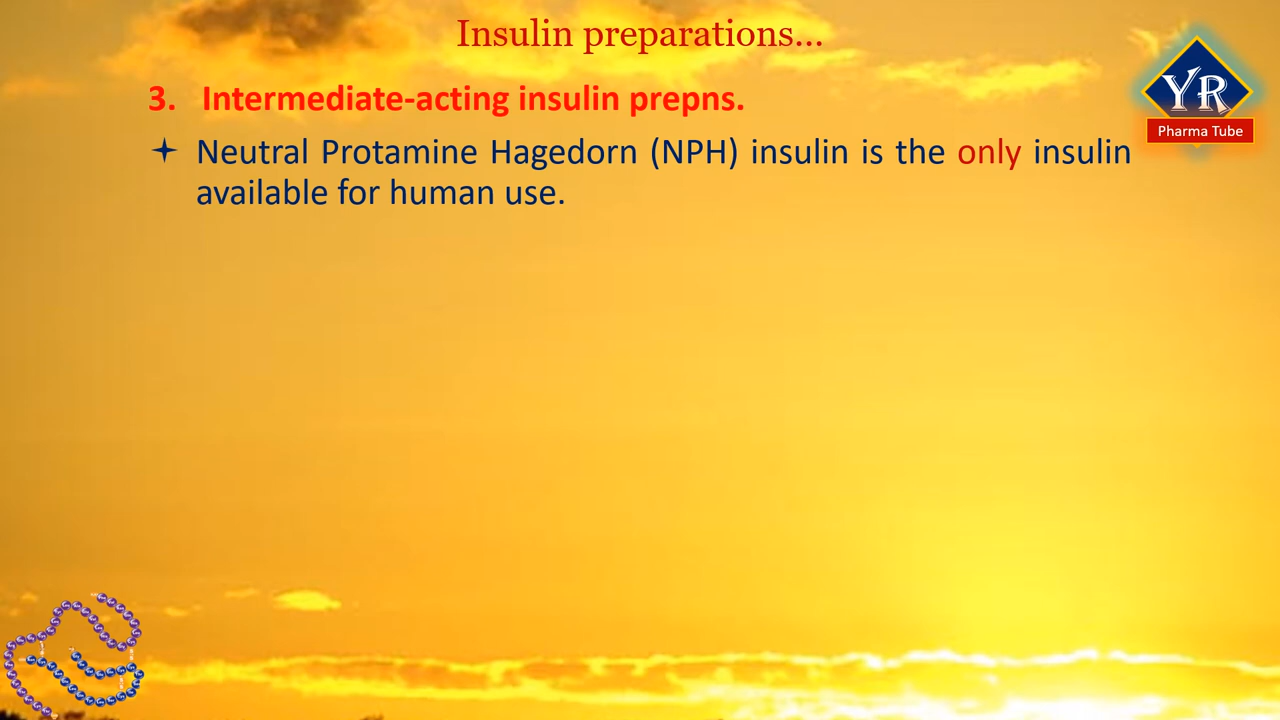 Insulin preparations...
3. Intermediate-acting insulin prepns.
Neutral Protamine Hagedorn (NPH) insulin is the only insulin
available for human use.
YR
Pharma Tube